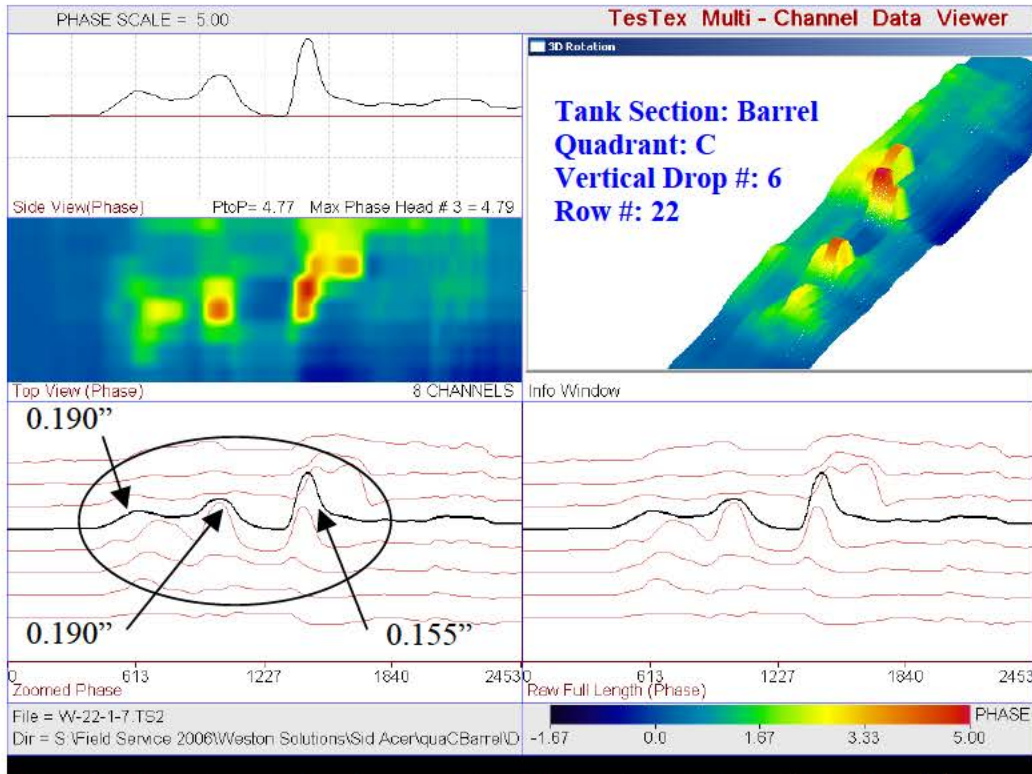 PHASE SCALE = 5.00
TesTex Multi - Channel Data Viewer
3D Rotation
Tank Section: Barrel
Quadrant: C
Vertical Drop #: 6
Row #: 22
Side View(Phase) PtoP= 4.77 Max Phase Head # 3 = 4.79
Top View (Phase) 8 CHANNELS
Info Window
0.190”
0.190”
0.155”
0 613 1227 1840 2453
Zoomed Phase
0 613 1227 1840 2453
Raw Full Length (Phase)
File = W-22-1-7.TS2
Dir = S:\Field Service 2006\Weston Solutions\Sid Acer\quaCBarrel\D
PHASE
-1.67 0.0 1.67 3.33 5.00